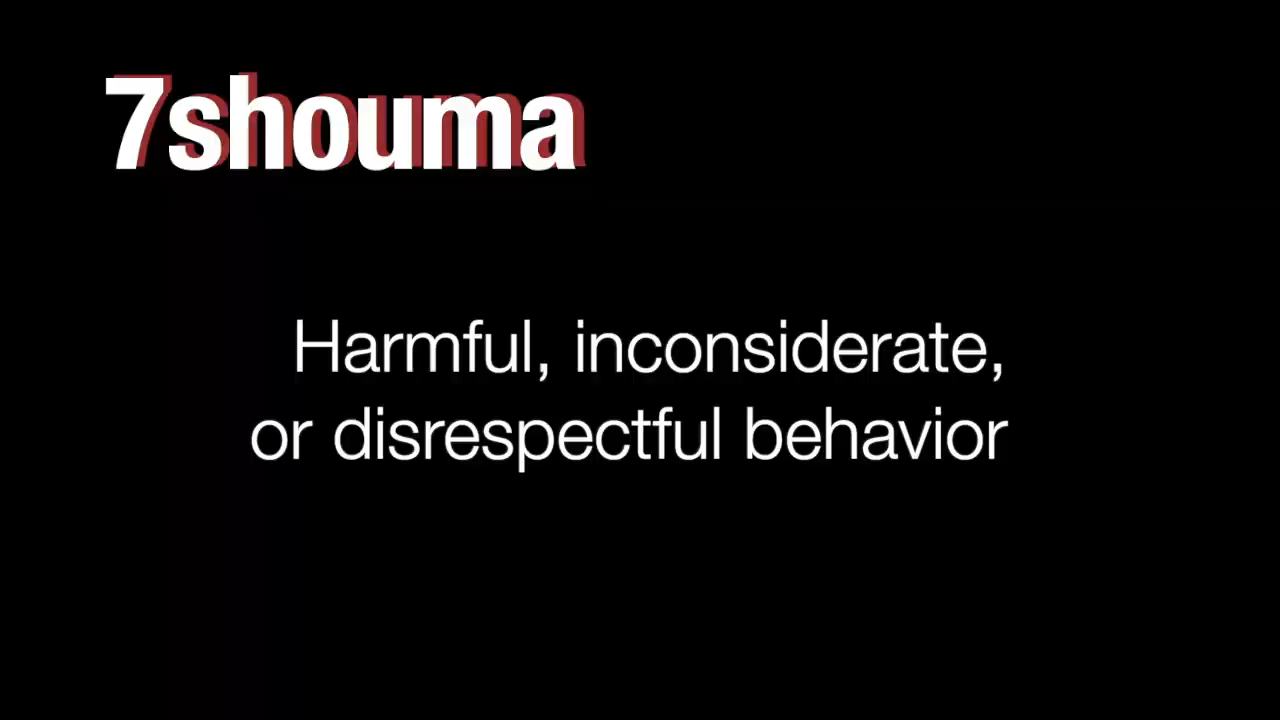 7shouma
Harmful, inconsiderate,
or disrespectful behavior